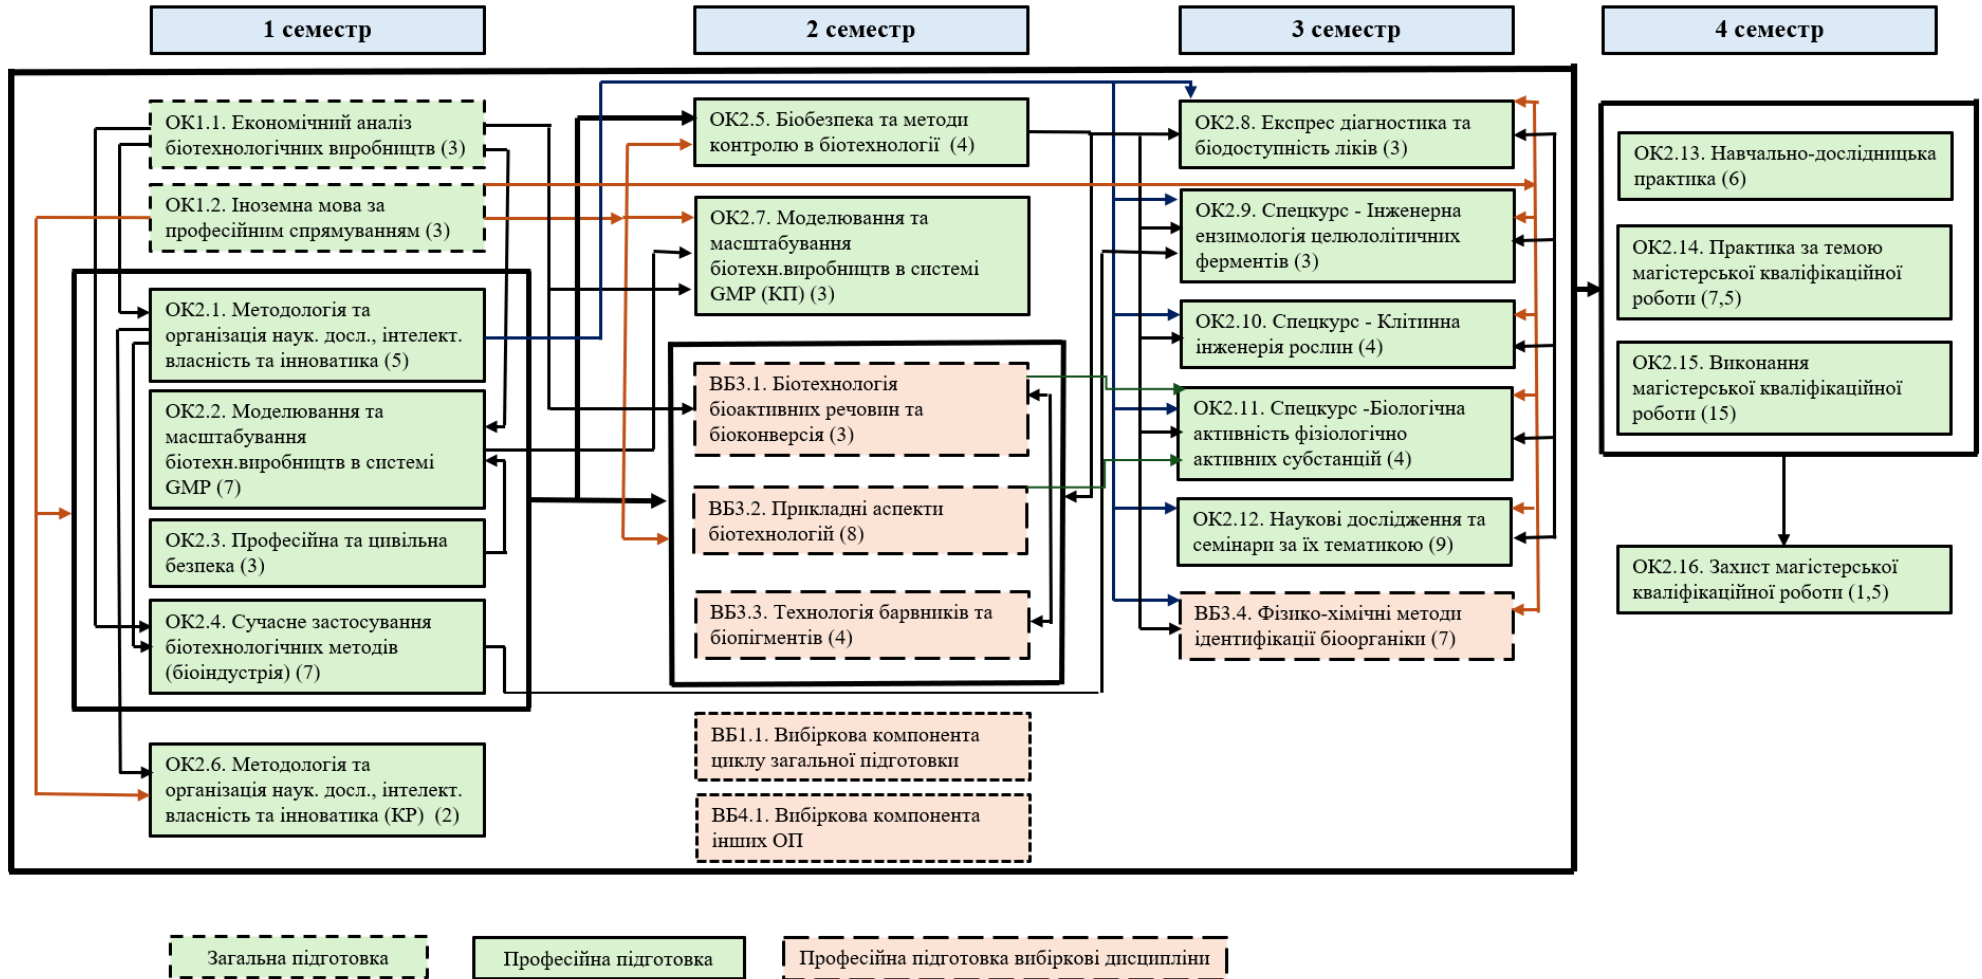 1 семестр
2 семестр
3 семестр
4 семестр
ОК1.1. Економічний аналіз
біотехнологічних виробництв (3)
ОК1.2. Іноземна мова за
професійним спрямуванням (3)
ОК2.1. Методологія та
організація наук. досл., інтелект.
власність та інноватика (5)
ОК2.2. Моделювання та
масштабування
біотехн.виробництв в системі
GMP (7)
ОК2.3. Професійна та цивільна
безпека (3)
ОК2.4. Сучасне застосування
біотехнологічних методів
(біоіндустрія) (7)
ОК2.6. Методологія та
організація наук. досл., інтелект.
власність та інноватика (КР) (2)
ОК2.5. Біобезпека та методи
контролю в біотехнології (4)
ОК2.7. Моделювання та
масштабування
біотехн.виробництв в системі
GMP (КП) (3)
ВБ3.1. Біотехнологія
біоактивних речовин та
біоконверсія (3)
ВБ3.2. Прикладні аспекти
біотехнологій (8)
ВБ3.3. Технологія барвників та
біопігментів (4)
ВБ1.1. Вибіркова компонента
циклу загальної підготовки
ВБ4.1. Вибіркова компонента
інших ОП
ОК2.8. Експрес діагностика та
біодоступність ліків (3)
ОК2.9. Спецкурс - Інженерна
ензимологія целюлолітичних
ферментів (3)
ОК2.10. Спецкурс - Клітинна
інженерія рослин (4)
ОК2.11. Спецкурс -Біологічна
активність фізіологічно
активних субстанцій (4)
ОК2.12. Наукові дослідження та
семінари за їх тематикою (9)
ВБ3.4. Фізико-хімічні методи
ідентифікації біоорганіки (7)
ОК2.13. Навчально-дослідницька
практика (6)
ОК2.14. Практика за темою
магістерської кваліфікаційної
роботи (7,5)
ОК2.15. Виконання
магістерської кваліфікаційної
роботи (15)
ОК2.16. Захист магістерської
кваліфікаційної роботи (1,5)
Загальна підготовка
Професійна підготовка
Професійна підготовка вибіркові дисципліни